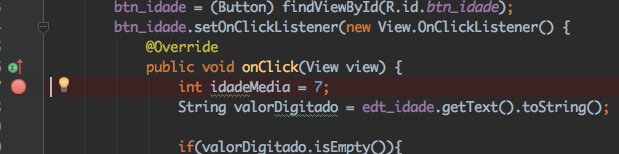 btn_idade = (Button) findViewById(R.id.btn_idade);
btn_idade.setOnClickListener(new View.OnClickListener() {
@Override
public void onClick(View view) {
int idadeMedia = 7;
String valorDigitado = edt_idade.getText().toString();
if(valorDigitado.isEmpty()){